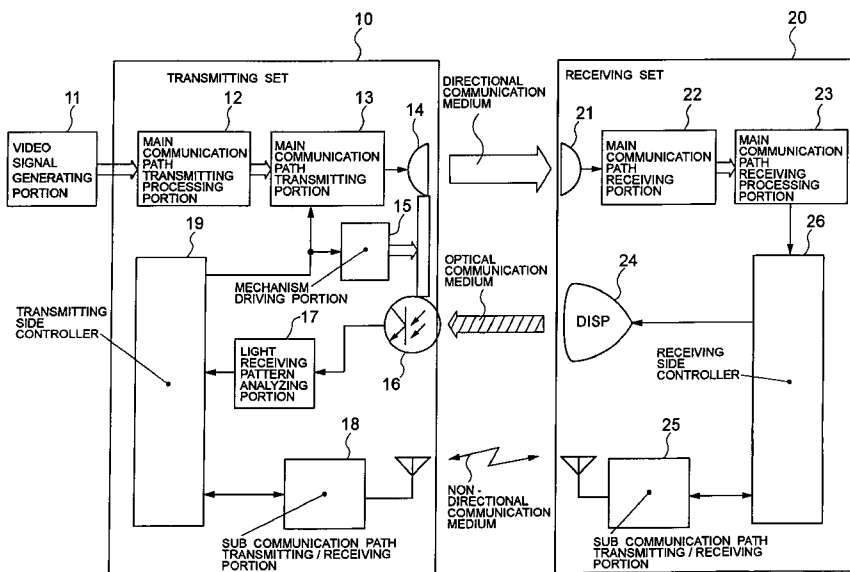 10
20
TRANSMITTING SET
DIRECTIONAL
COMMUNICATION
MEDIUM
RECEIVING SET
11
12
13
14
21
22
23
VIDEO
SIGNAL
GENERATING
PORTION
MAIN
COMMUNICATION
PATH
TRANSMITTING
PROCESSING
PORTION
MAIN
COMMUNICATION
PATH
TRANSMITTING
PORTION
MAIN
COMMUNICATION
PATH
RECEIVING
PORTION
MAIN
COMMUNICATION
PATH
RECEIVING
PROCESSING
PORTION
15
19
26
MECHANISM
DRIVING PORTION
OPTICAL
COMMUNICATION
MEDIUM
24
DISP
TRANSMITTING
SIDE
CONTROLLER
17
LIGHT
RECEIVING
PATTERN
ANALYZING
PORTION
16
RECEIVING
SIDE
CONTROLLER
18
25
NON -
DIRECTIONAL
COMMUNICATION
MEDIUM
SUB COMMUNICATION PATH
TRANSMITTING / RECEIVING
PORTION
SUB COMMUNICATION PATH
TRANSMITTING / RECEIVING
PORTION